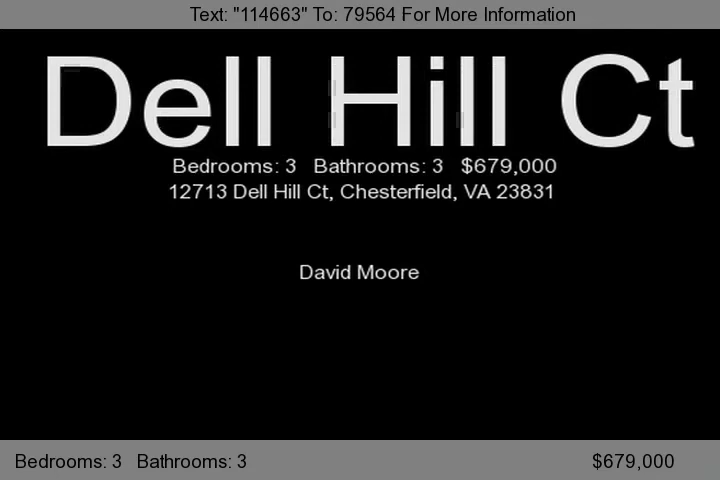 Text: "114663" To: 79564 For More Information
Dell Hill Ct
Bedrooms: 3 Bathrooms: 3 $679,000
12713 Dell Hill Ct, Chesterfield, VA 23831
David Moore
Bedrooms: 3 Bathrooms: 3 $679,000